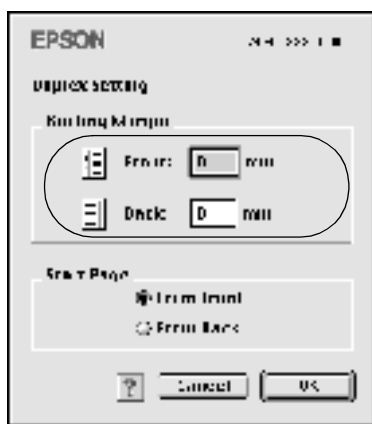 EPSON
Duplex Setting
Binding Margin
Front: 0 mm
Back: 0 mm
Start Page
From Front
From Back
? Cancel OK